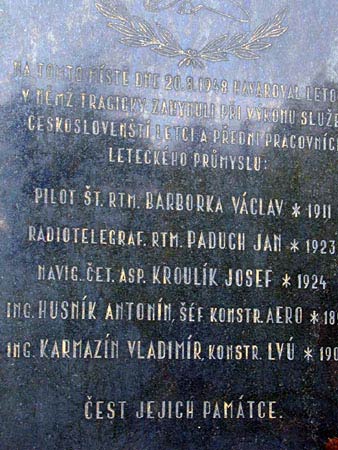 NA TOMTO MÍSTĚ DNE 20.8.1948 HAVAROVAL LETO
V NĚMŽ TRAGICKY ZAHYNULI PŘI VÝKONU SLUŽE
ČESKOSLOVENŠTÍ LETCI A PŘEDNÍ PRACOVNÍC
LETECKÉHO PRŮMYSLU:
PILOT ŠT. RTM. BARBORKA VÁCLAV * 1911
RADIOTELEGRAF. RTM. PADUCH JAN * 1923
NAVIG. ČET. ASP. KROULÍK JOSEF * 1924
ING. HUSNÍK ANTONÍN, ŠÉF KONSTR. AERO * 18
ING. KARMAZÍN VLADIMÍR, KONSTR. LVÚ * 190
ČEST JEJICH PAMÁTCE.